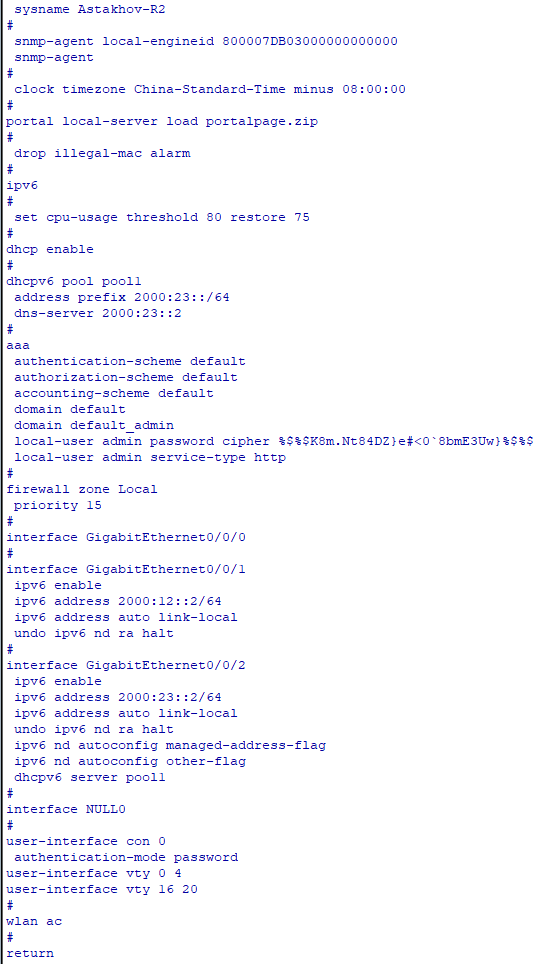 sysname Astakhov-R2
#
snmp-agent local-engineid 800007DB03000000000000
snmp-agent
#
clock timezone China-Standard-Time minus 08:00:00
#
portal local-server load portalpage.zip
#
drop illegal-mac alarm
#
ipv6
#
set cpu-usage threshold 80 restore 75
#
dhcp enable
#
dhcpv6 pool pool1
address prefix 2000:23::/64
dns-server 2000:23::2
#
aaa
authentication-scheme default
authorization-scheme default
accounting-scheme default
domain default
domain default_admin
local-user admin password cipher %$%$K8m.Nt84DZ}e#<0`8bmE3Uw}%$%$
local-user admin service-type http
#
firewall zone Local
priority 15
#
interface GigabitEthernet0/0/0
#
interface GigabitEthernet0/0/1
ipv6 enable
ipv6 address 2000:12::2/64
ipv6 address auto link-local
undo ipv6 nd ra halt
#
interface GigabitEthernet0/0/2
ipv6 enable
ipv6 address 2000:23::2/64
ipv6 address auto link-local
undo ipv6 nd ra halt
ipv6 nd autoconfig managed-address-flag
ipv6 nd autoconfig other-flag
dhcpv6 server pool1
#
interface NULL0
#
user-interface con 0
authentication-mode password
user-interface vty 0 4
user-interface vty 16 20
#
wlan ac
#
return